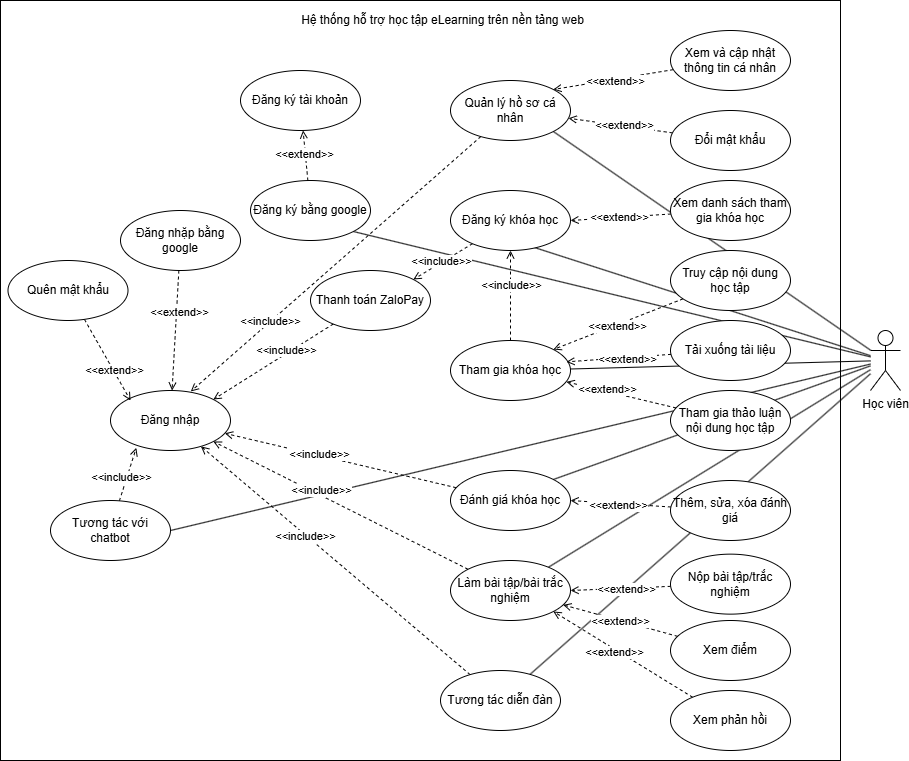 Hệ thống hỗ trợ học tập eLearning trên nền tảng web
Xem và cập nhật
thông tin cá nhân
<<extend>>
Quản lý hồ sơ cá
nhân
Đăng ký tài khoản
<<extend>>
Đổi mật khẩu
<<extend>>
Đăng ký bằng google
Đăng ký khóa học
<<extend>>
Xem danh sách tham
gia khóa học
Đăng nhập bằng
google
<<include>>
Truy cập nội dung
học tập
Quên mật khẩu
<<include>>
Thanh toán ZaloPay
<<extend>>
<<include>>
<<extend>>
<<include>>
Tham gia khóa học
<<extend>>
Tải xuống tài liệu
<<extend>>
<<extend>>
Học viên
Đăng nhập
Tham gia thảo luận
nội dung học tập
<<include>>
<<include>>
<<include>>
Đánh giá khóa học
<<extend>>
Thêm, sửa, xóa đánh
giá
Tương tác với
chatbot
<<include>>
Làm bài tập/bài trắc
nghiệm
<<extend>>
Nộp bài tập/trắc
nghiệm
<<extend>>
<<extend>>
Xem điểm
Tương tác diễn đàn
Xem phản hồi